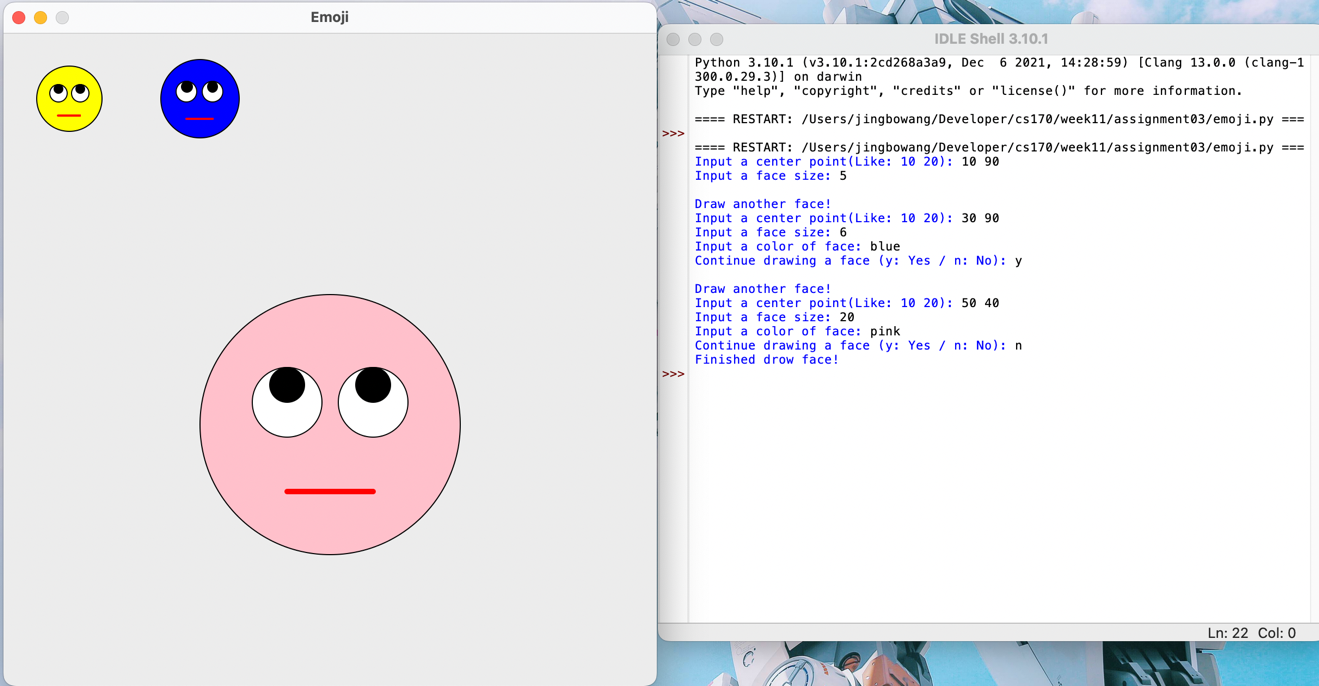 Emoji
IDLE Shell 3.10.1
Python 3.10.1 (v3.10.1:2cd268a3a9, Dec  6 2021, 14:28:59) [Clang 13.0.0 (clang-1
300.0.29.3)] on darwin
Type "help", "copyright", "credits" or "license()" for more information.
==== RESTART: /Users/jingbowang/Developer/cs170/week11/assignment03/emoji.py ===
>>>
==== RESTART: /Users/jingbowang/Developer/cs170/week11/assignment03/emoji.py ===
Input a center point(Like: 10 20): 10 90
Input a face size: 5
Draw another face!
Input a center point(Like: 10 20): 30 90
Input a face size: 6
Input a color of face: blue
Continue drawing a face (y: Yes / n: No): y
Draw another face!
Input a center point(Like: 10 20): 50 40
Input a face size: 20
Input a color of face: pink
Continue drawing a face (y: Yes / n: No): n
Finished drow face!
>>>
Ln: 22  Col: 0